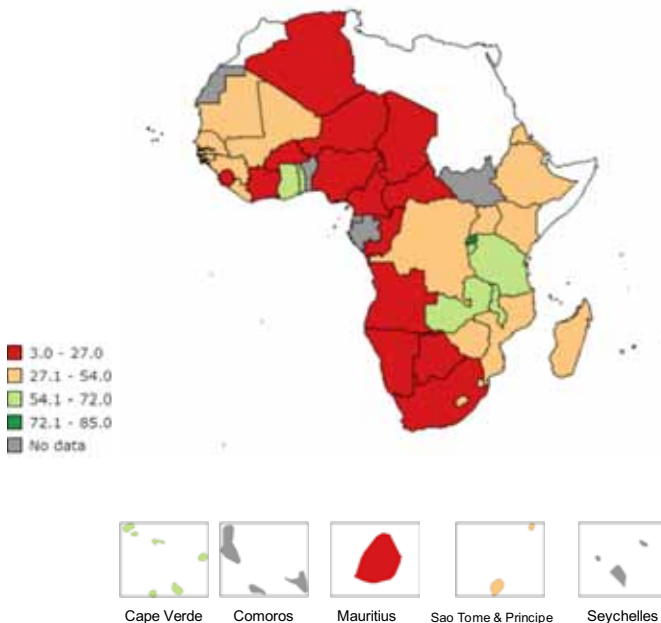 3.0 - 27.0
27.1 - 54.0
54.1 - 72.0
72.1 - 85.0
No data
Cape Verde Comoros Mauritius Sao Tome & Principe Seychelles